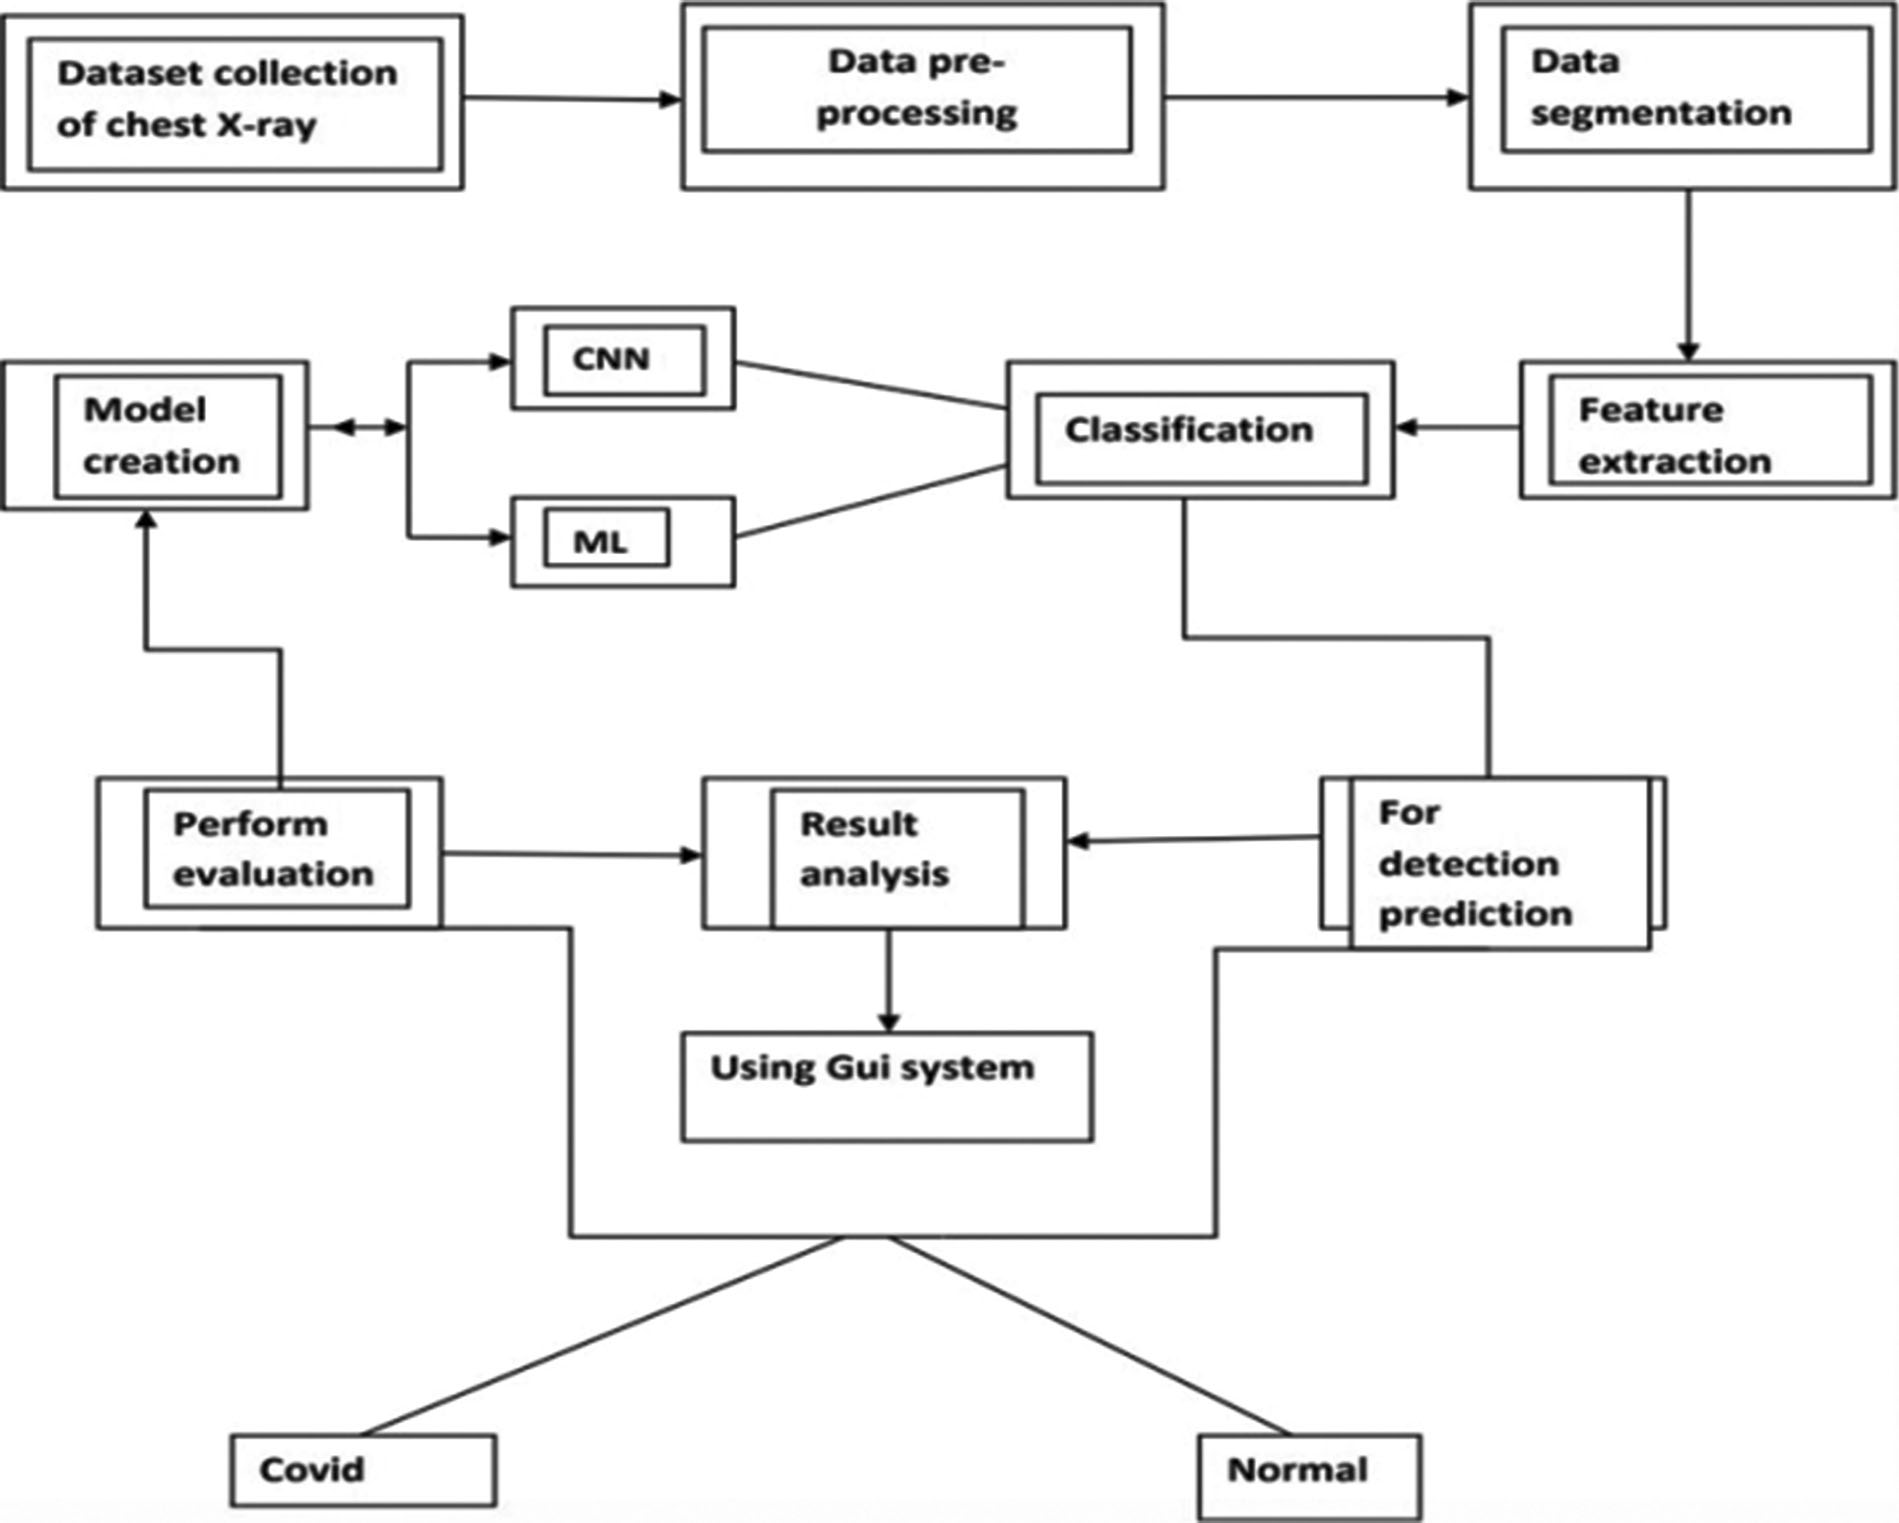 Dataset collection
of chest X-ray
Data pre-
processing
Data
segmentation
CNN
Model
creation
Classification
Feature
extraction
ML
Perform
evaluation
Result
analysis
For
detection
prediction
Using Gui system
Covid
Normal